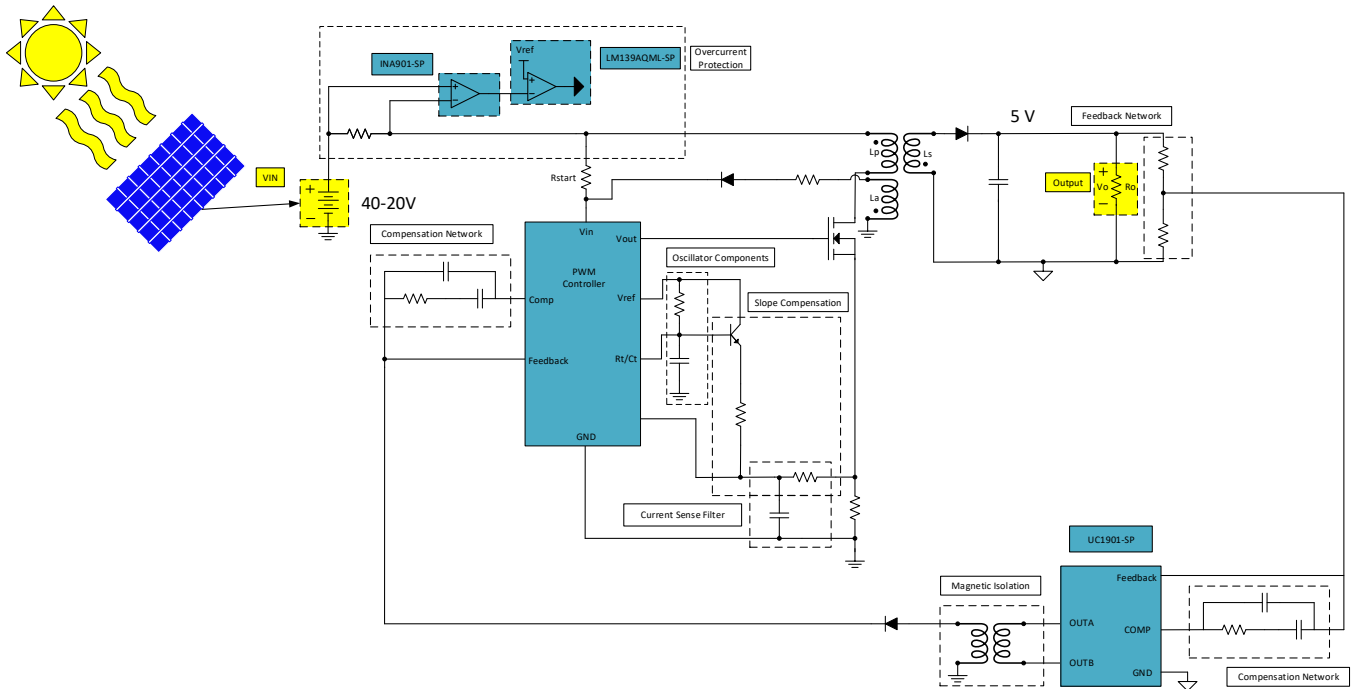 Vref
INA901-SP
LM139AQML-SP
Overcurrent
Protection
+
−
+
−
5 V
Feedback Network
Lp
Ls
VIN
Rstart
La
Output
+
Vo
−
Ro
+
−
40-20V
Compensation Network
Vin
Vout
PWM
Controller
Oscillator Components
Comp
Vref
Slope Compensation
Feedback
Rt/Ct
GND
Current Sense Filter
UC1901-SP
Magnetic Isolation
Feedback
OUTA
COMP
OUTB
GND
Compensation Network